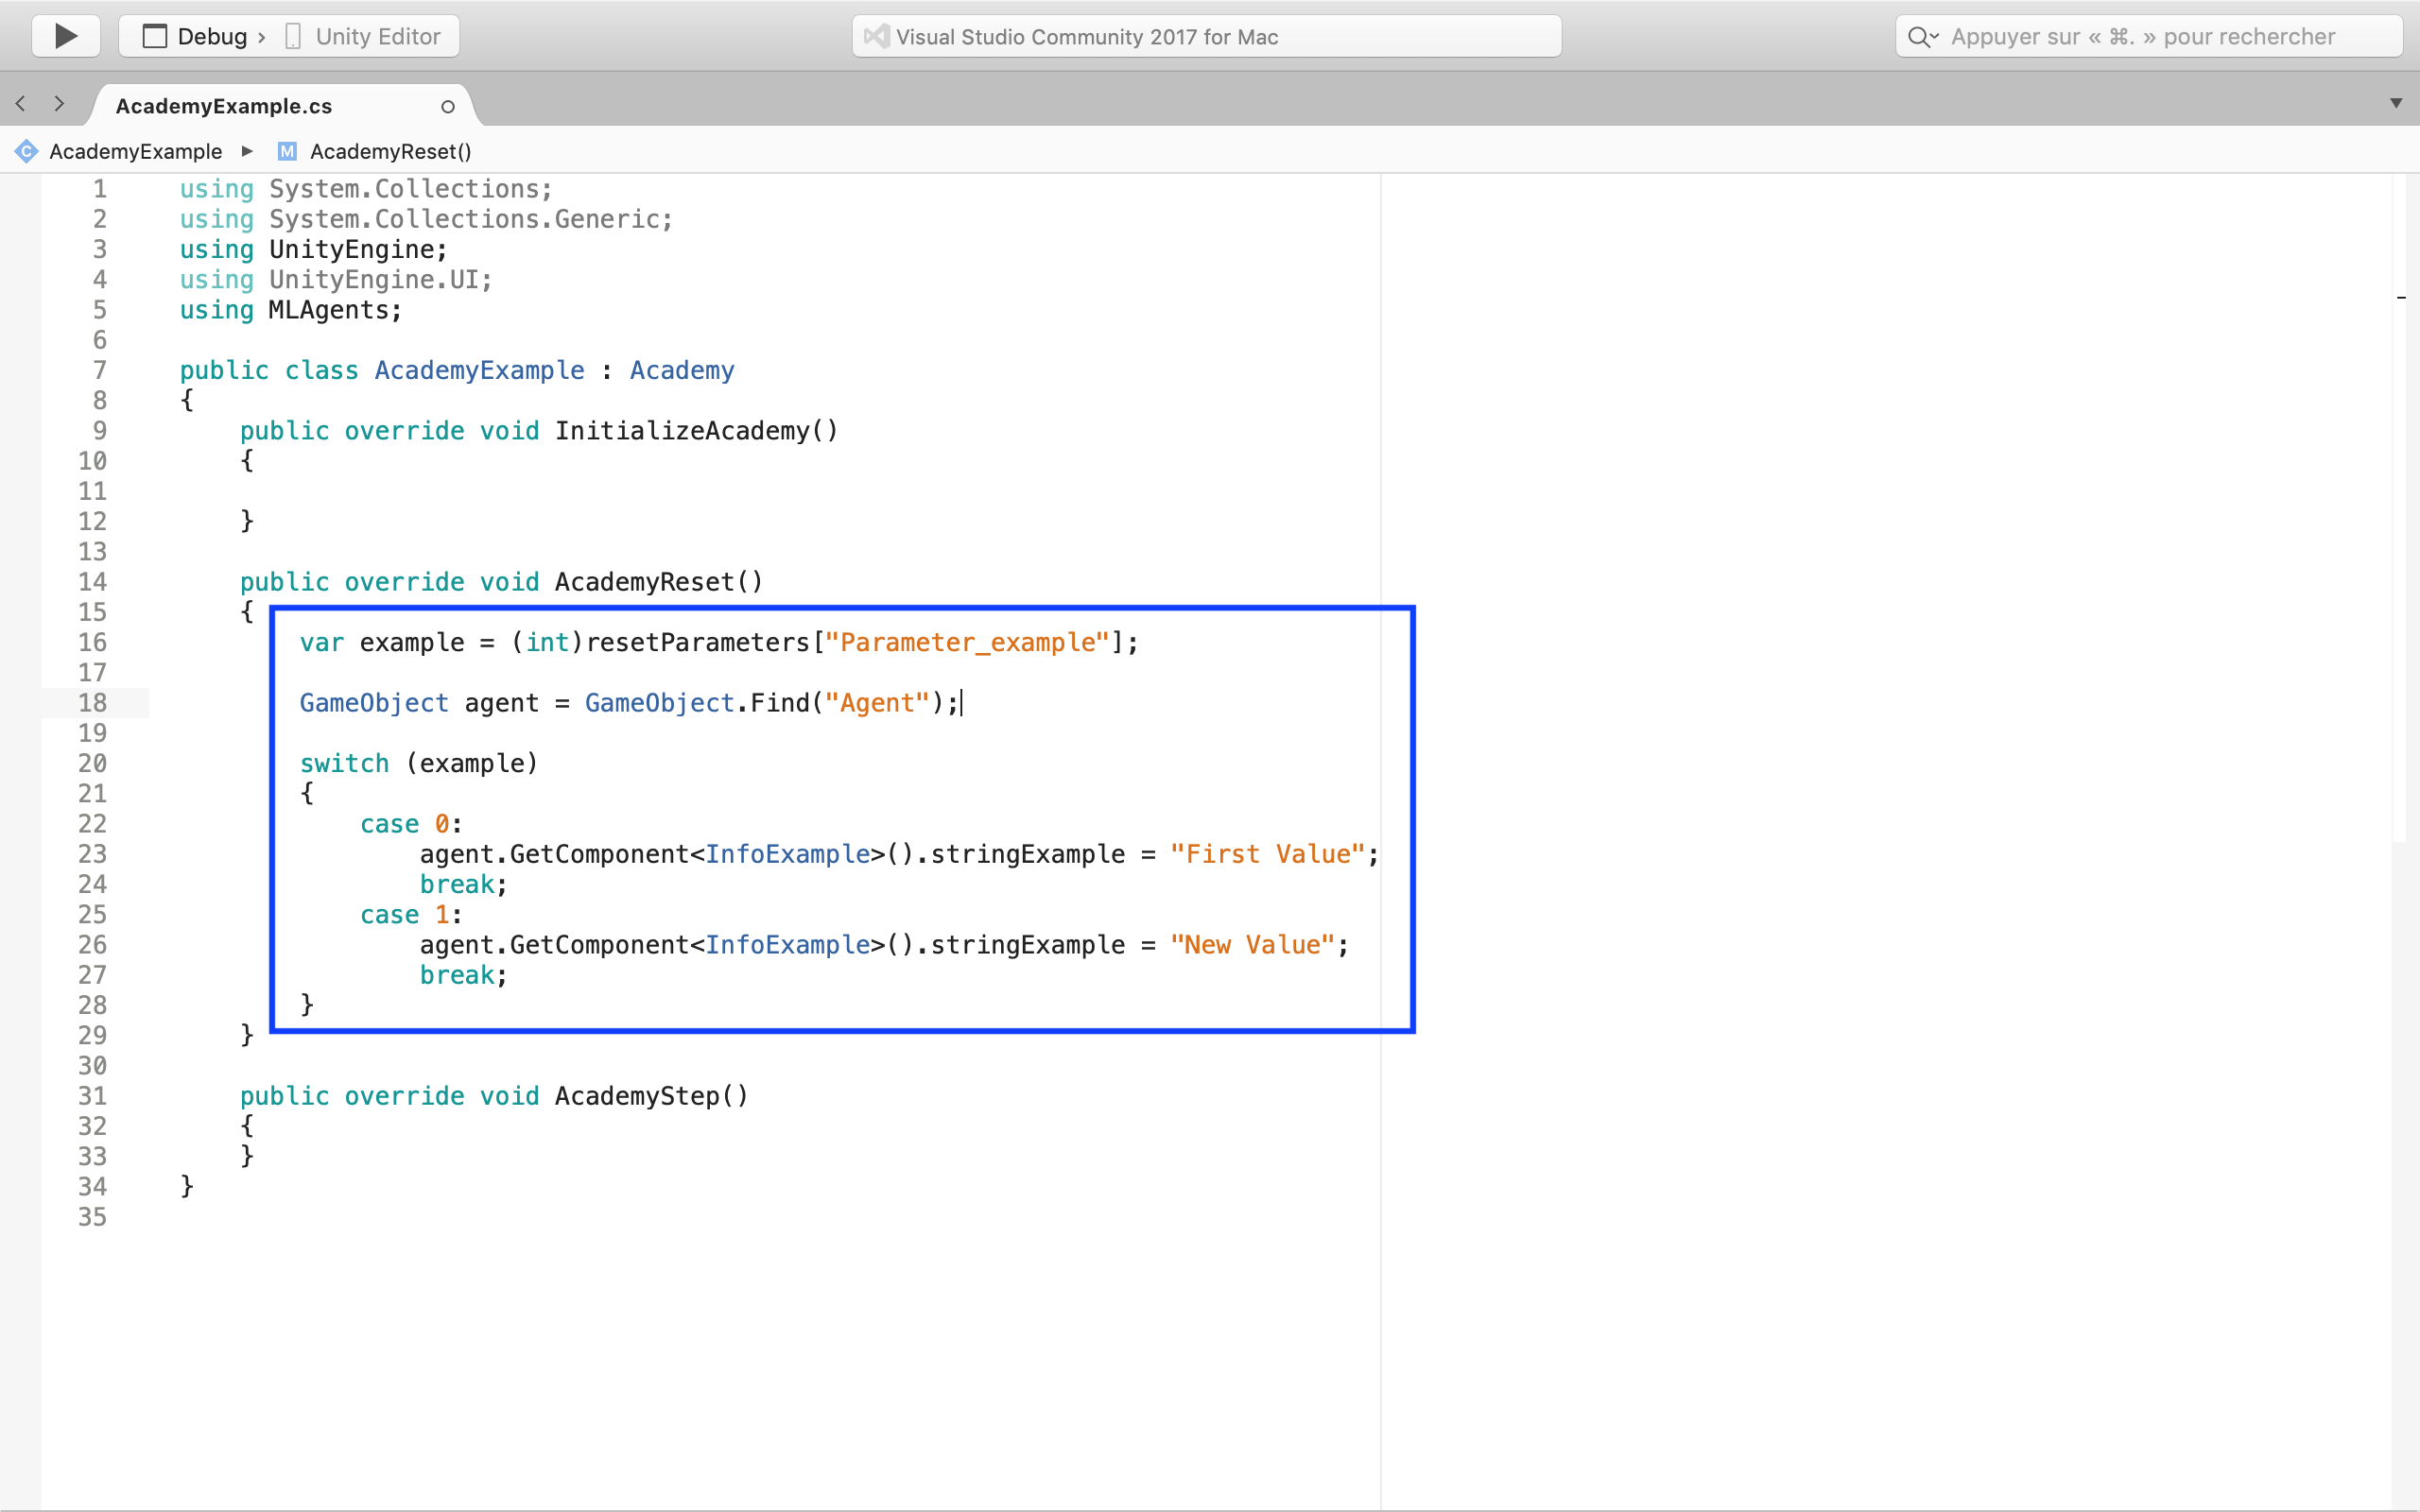 Debug › Unity Editor
Visual Studio Community 2017 for Mac
Appuyer sur « ⌘. » pour rechercher
AcademyExample.cs
C AcademyExample ▶ M AcademyReset()
1 using System.Collections;
2 using System.Collections.Generic;
3 using UnityEngine;
4 using UnityEngine.UI;
5 using MLAgents;
6
7 public class AcademyExample : Academy
8 {
9     public override void InitializeAcademy()
10     {
11
12     }
13
14     public override void AcademyReset()
15     {
16         var example = (int)resetParameters["Parameter_example"];
17
18         GameObject agent = GameObject.Find("Agent");
19
20         switch (example)
21         {
22             case 0:
23                 agent.GetComponent<InfoExample>().stringExample = "First Value";
24                 break;
25             case 1:
26                 agent.GetComponent<InfoExample>().stringExample = "New Value";
27                 break;
28         }
29     }
30
31     public override void AcademyStep()
32     {
33     }
34 }
35